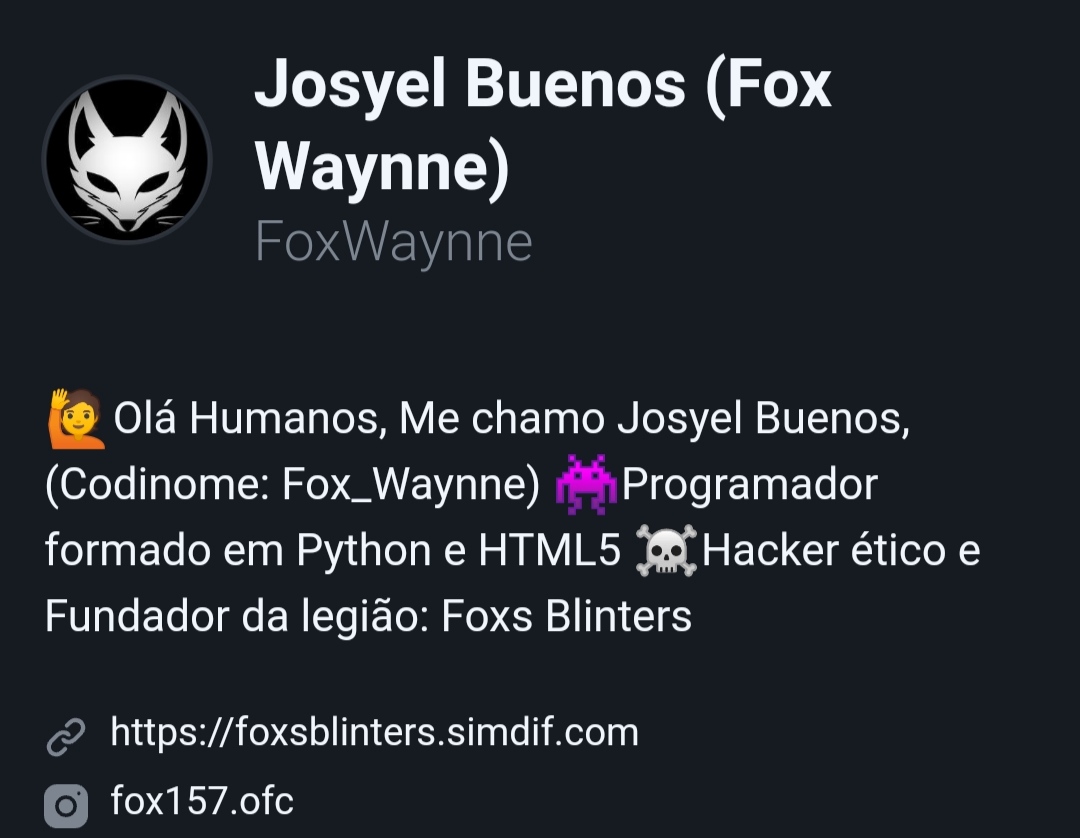 Josyel Buenos (Fox
Waynne)
FoxWaynne
🙋Olá Humanos, Me chamo Josyel Buenos,
(Codinome: Fox_Waynne) 👾Programador
formado em Python e HTML5 ☠️Hacker ético e
Fundador da legião: Foxs Blinters
https://foxsblinters.simdif.com
fox157.ofc